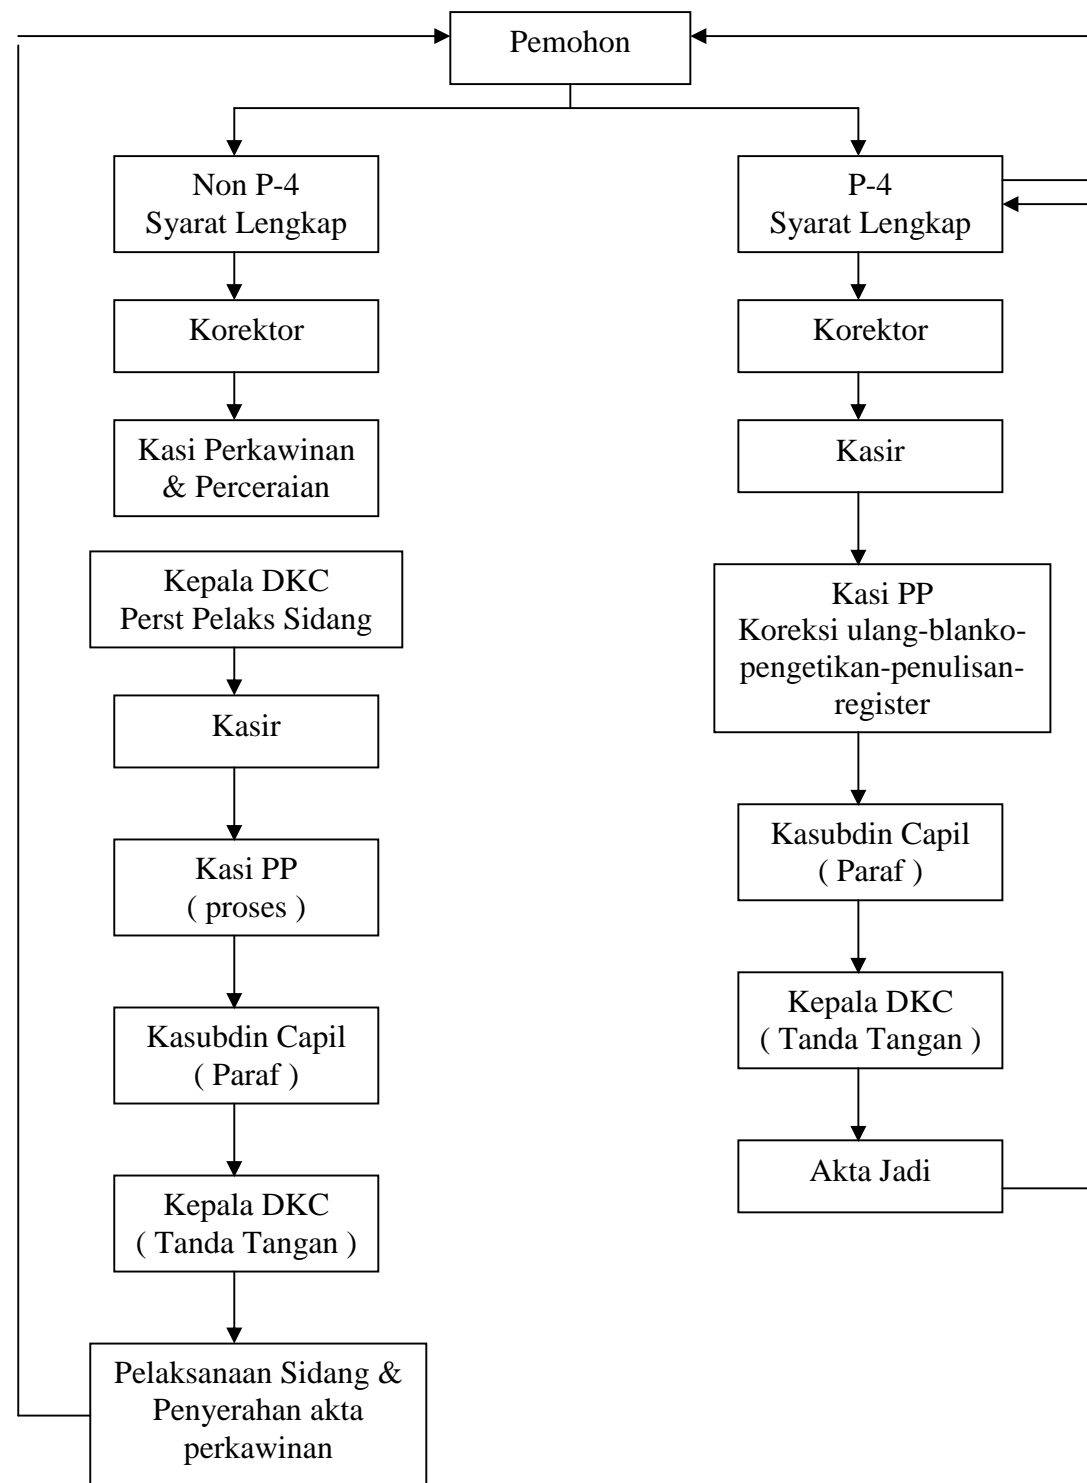 Pemohon
Non P-4
Syarat Lengkap
Korektor
Kasi Perkawinan
& Perceraian
Kepala DKC
Perst Pelaks Sidang
Kasir
Kasi PP
( proses )
Kasubdin Capil
( Paraf )
Kepala DKC
( Tanda Tangan )
Pelaksanaan Sidang &
Penyerahan akta
perkawinan
P-4
Syarat Lengkap
Korektor
Kasir
Kasi PP
Koreksi ulang-blanko-
pengetikan-penulisan-
register
Kasubdin Capil
( Paraf )
Kepala DKC
( Tanda Tangan )
Akta Jadi